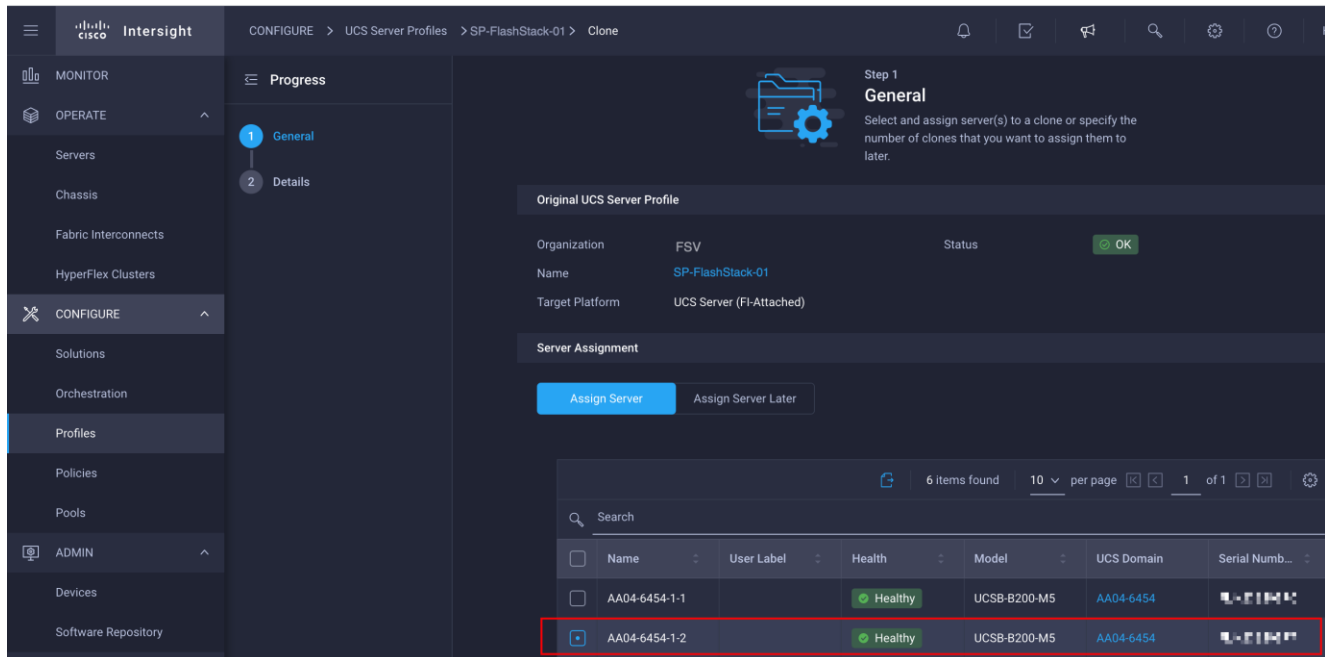 cisco Intersight
CONFIGURE > UCS Server Profiles > SP-FlashStack-01 > Clone
MONITOR
OPERATE
Servers
Chassis
Fabric Interconnects
HyperFlex Clusters
CONFIGURE
Solutions
Orchestration
Profiles
Policies
Pools
ADMIN
Devices
Software Repository
Progress
1 General
2 Details
Step 1
General
Select and assign server(s) to a clone or specify the
number of clones that you want to assign them to
later.
Original UCS Server Profile
Organization FSV Status OK
Name SP-FlashStack-01
Target Platform UCS Server (FI-Attached)
Server Assignment
Assign Server Assign Server Later
6 items found 10 per page 1 of 1
Search
Name User Label Health Model UCS Domain Serial Numb...
AA04-6454-1-1 Healthy UCSB-B200-M5 AA04-6454
AA04-6454-1-2 Healthy UCSB-B200-M5 AA04-6454